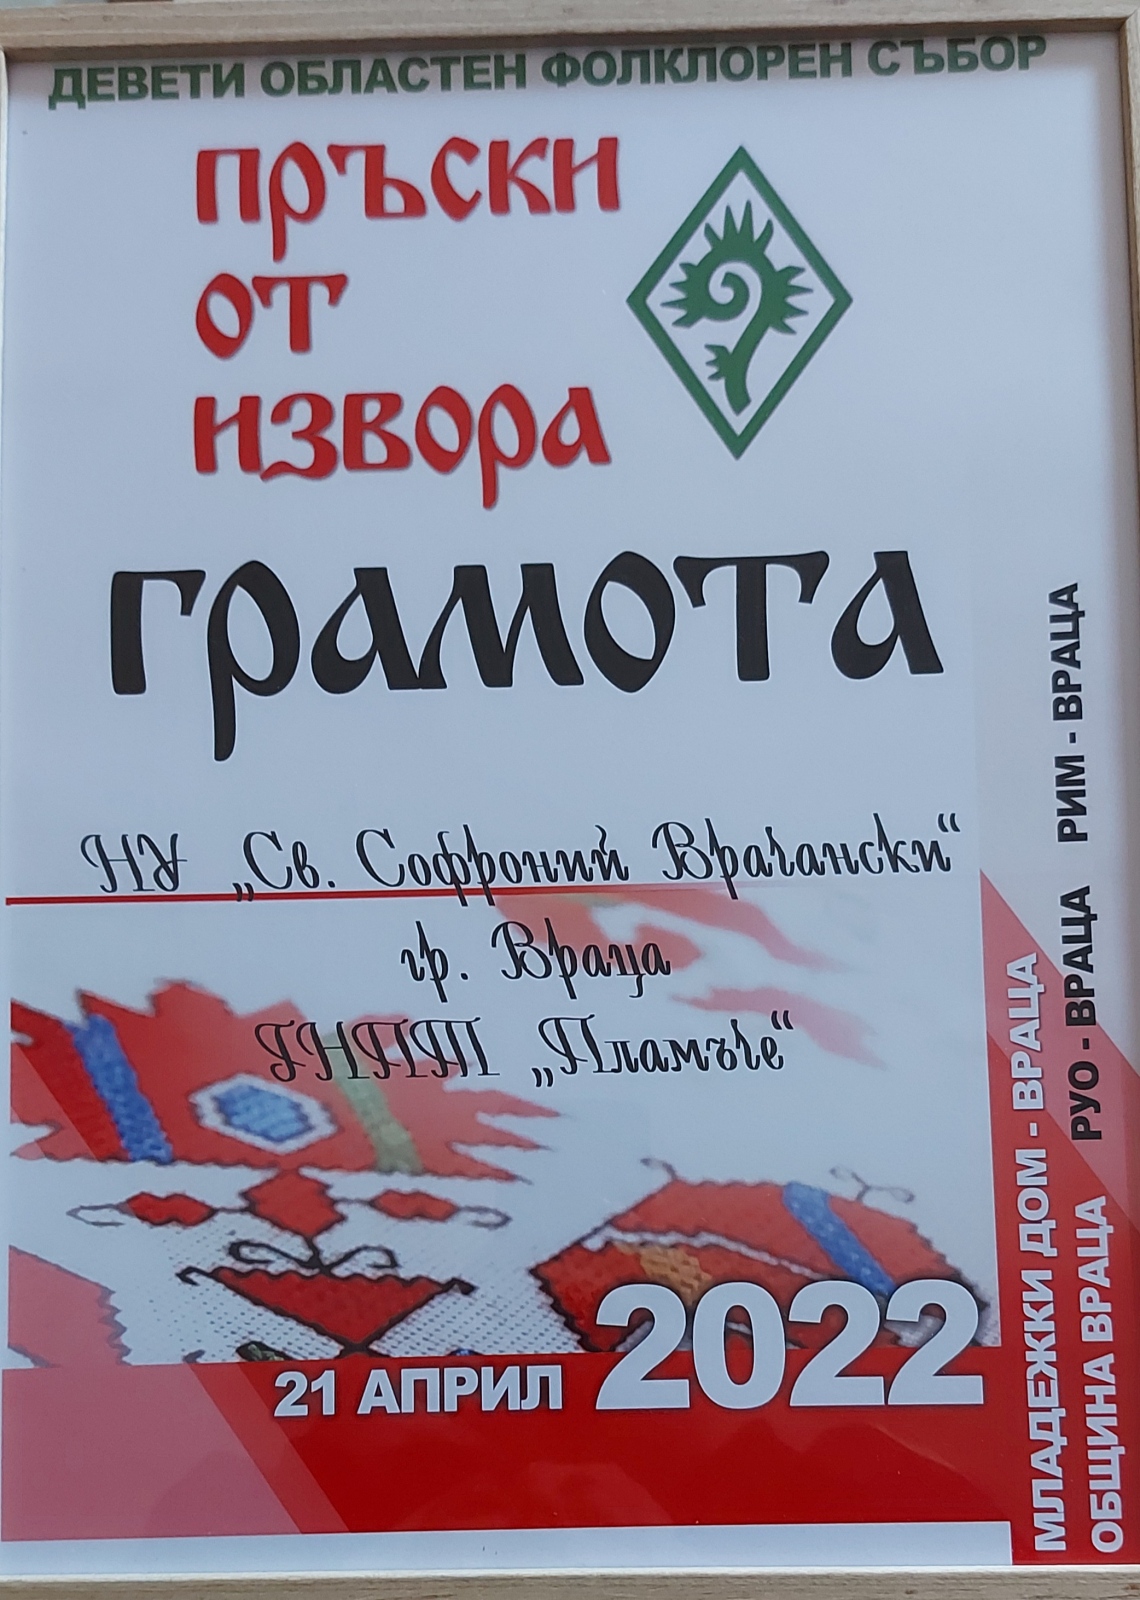 ДЕВЕТИ ОБЛАСТЕН ФОЛКЛОРЕН СЪБОР
ПРЪСКИ
ОТ
ИЗВОРА
ГРАМОТА
НУ „Св. Софроний Врачански“
гр. Враца
ГНПТ „Пламъче“
21 АПРИЛ 2022
МЛАДЕЖКИ ДОМ - ВРАЦА
ОБЩИНА ВРАЦА РУО - ВРАЦА РИМ - ВРАЦА